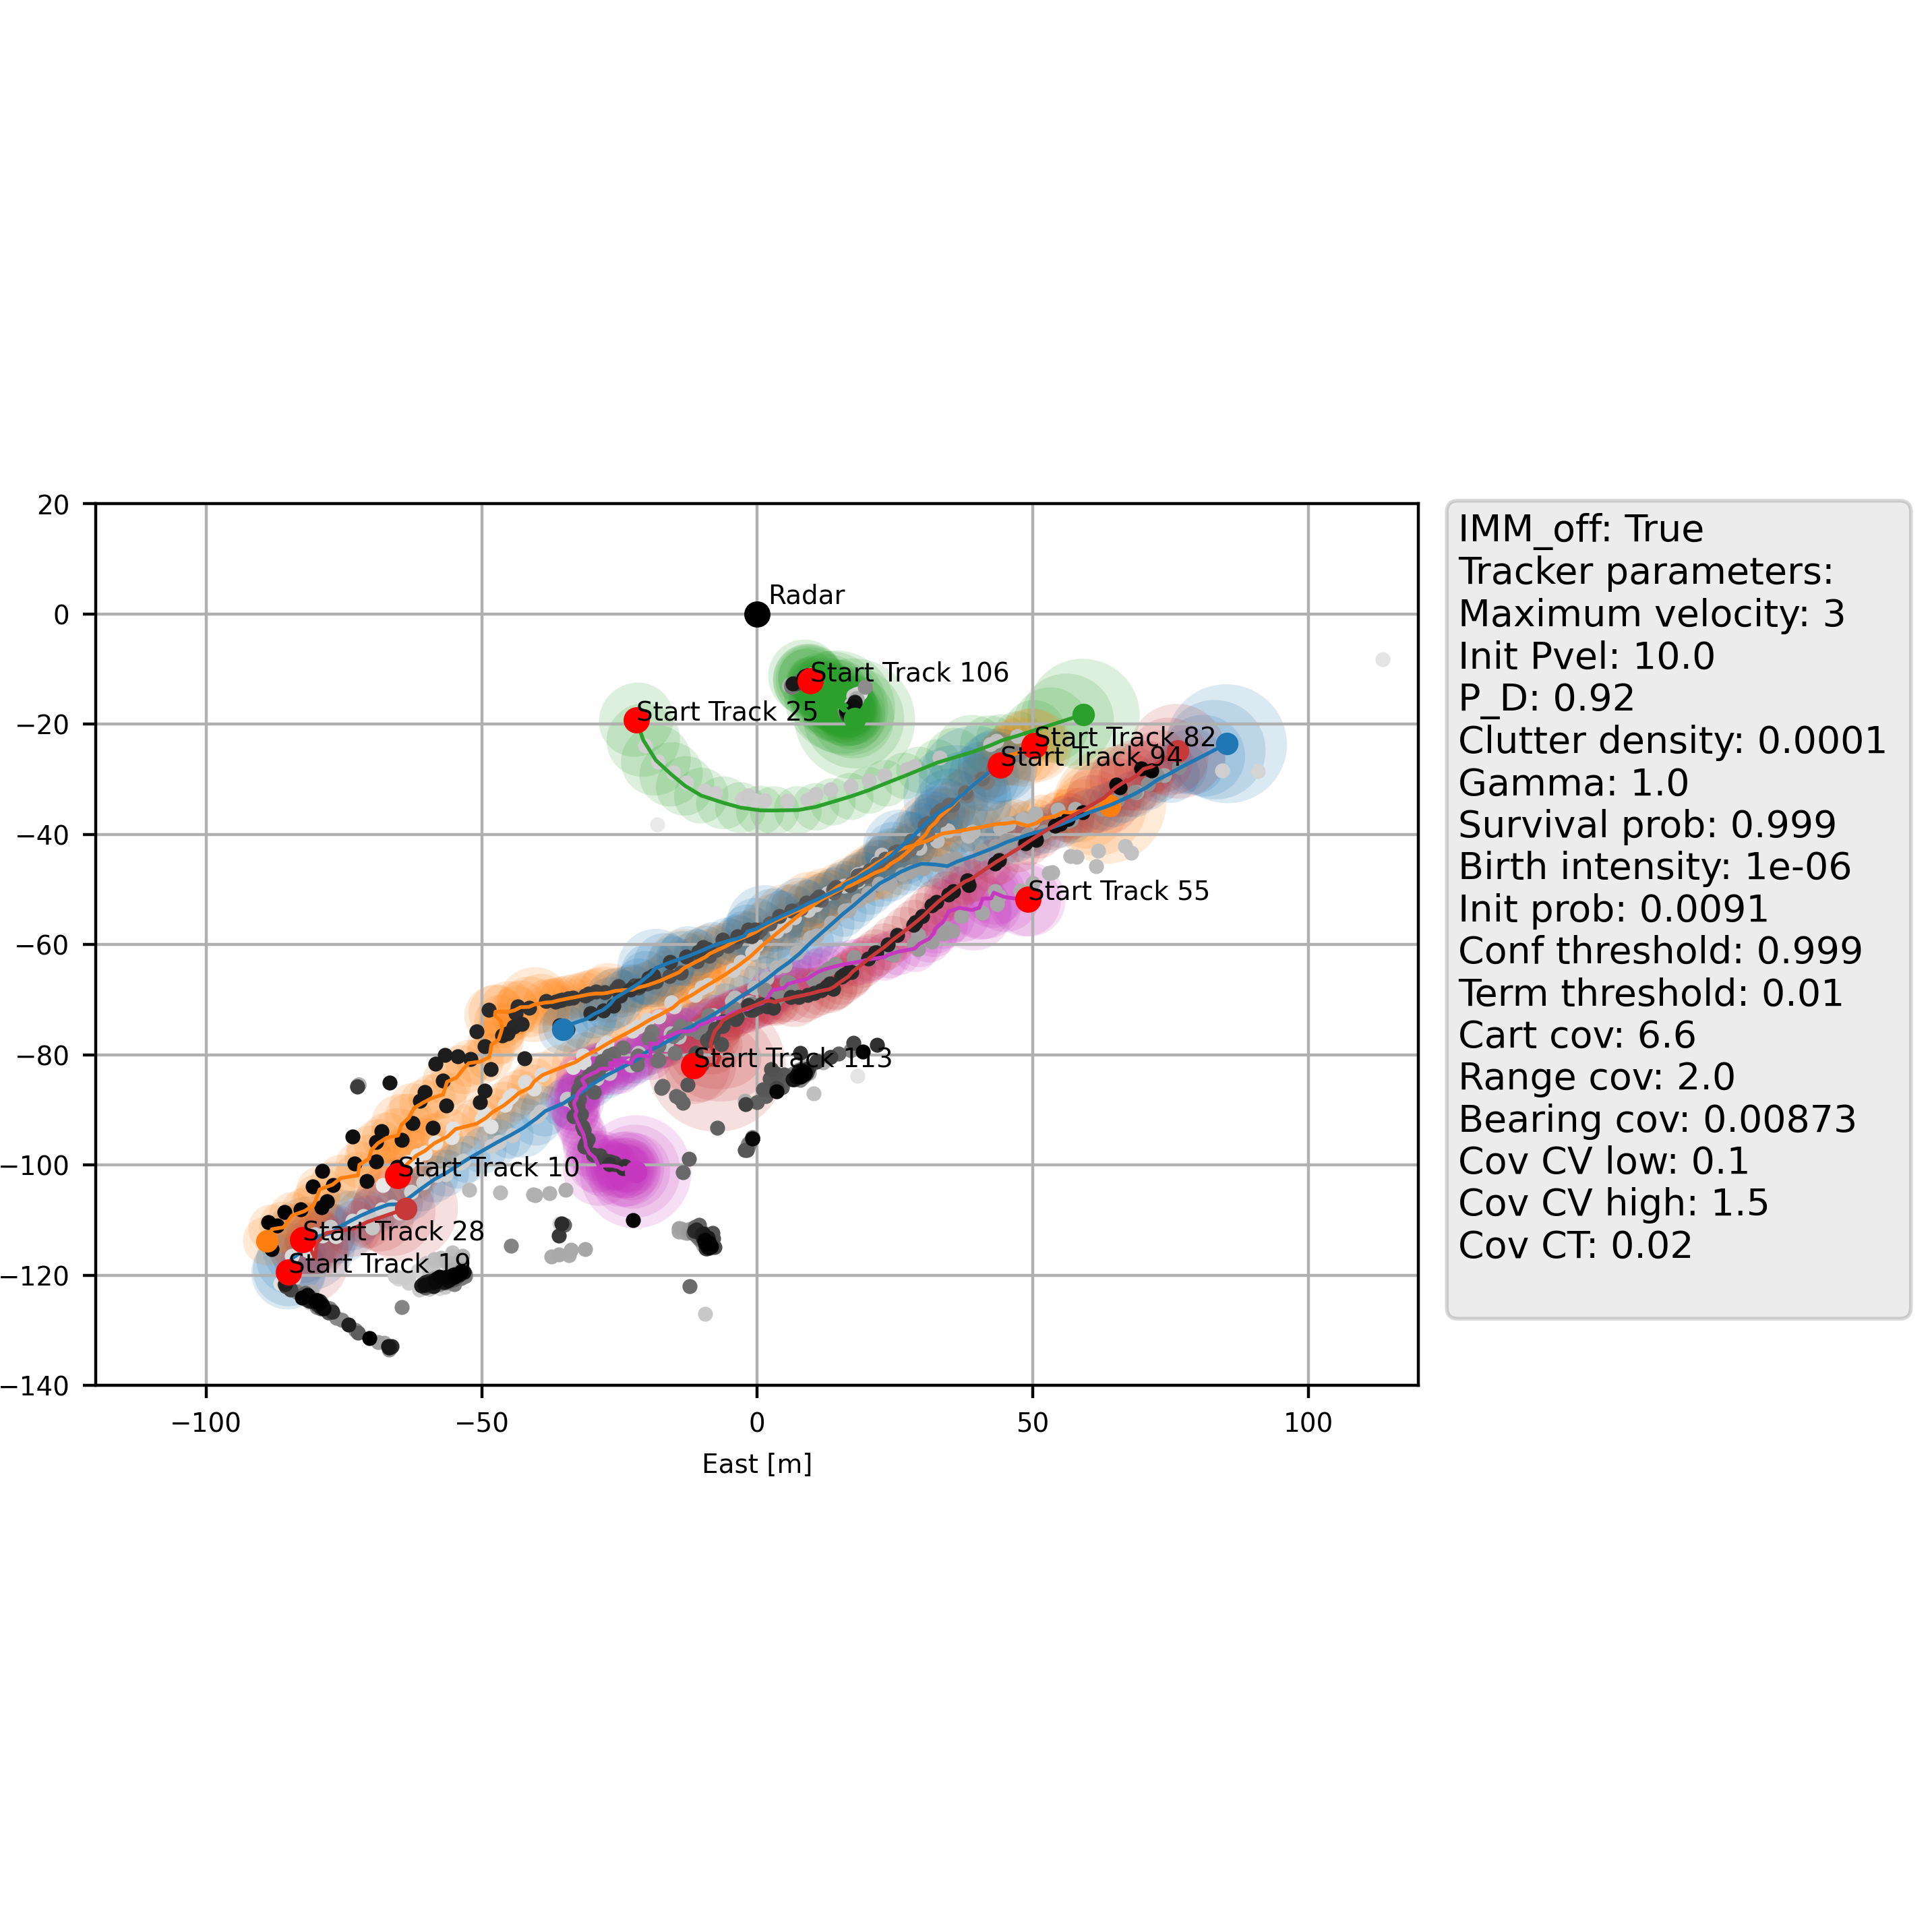 20
0
−20
−40
−60
−80
−100
−120
−140
−100
−50
0
50
100
East [m]
Radar
Start Track 106
Start Track 25
Start Track 82
Start Track 94
Start Track 55
Start Track 113
Start Track 10
Start Track 28
Start Track 19
IMM_off: True
Tracker parameters:
Maximum velocity: 3
Init Pvel: 10.0
P_D: 0.92
Clutter density: 0.0001
Gamma: 1.0
Survival prob: 0.999
Birth intensity: 1e-06
Init prob: 0.0091
Conf threshold: 0.999
Term threshold: 0.01
Cart cov: 6.6
Range cov: 2.0
Bearing cov: 0.00873
Cov CV low: 0.1
Cov CV high: 1.5
Cov CT: 0.02